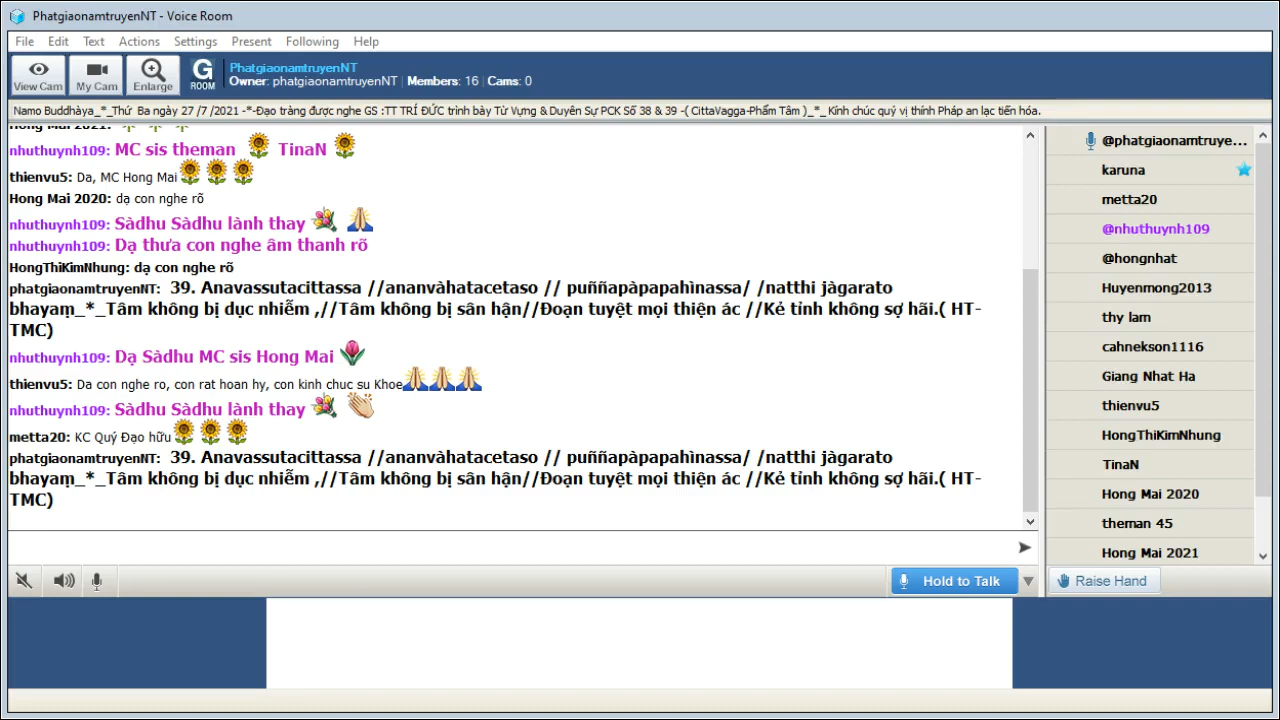 PhatgiaonamtruyenNT - Voice Room
File Edit Text Actions Settings Present Following Help
View Cam My Cam Enlarge G ROOM
PhatgiaonamtruyenNT
Owner: phatgiaonamtruyenNT Members: 16 Cams: 0
Namo Buddhàya_*_Thứ Ba ngày 27 /7 /2021 -*-Đạo tràng được nghe GS :TT TRÍ ĐỨC trình bày Từ Vựng & Duyên Sự PCK Số 38 & 39 -( CittaVagga-Phẩm Tâm )_*_ Kính chúc quý vị thính Pháp an lạc tiến hóa.
Hong Mai 2021:
nhuthuynh109: MC sis theman TinaN
thienvu5: Da, MC Hong Mai
Hong Mai 2020: dạ con nghe rõ
nhuthuynh109: Sàdhu Sàdhu lành thay
nhuthuynh109: Dạ thưa con nghe âm thanh rõ
HongThiKimNhung: dạ con nghe rõ
phatgiaonamtruyenNT: 39. Anavassutacittassa //ananvàhatacetaso // puññapàpapahìnassa/ /natthi jàgarato
bhayaṃ_*_Tâm không bị dục nhiễm ,//Tâm không bị sân hận//Đoạn tuyệt mọi thiện ác //Kẻ tỉnh không sợ hãi.( HT-
TMC)
nhuthuynh109: Dạ Sàdhu MC sis Hong Mai
thienvu5: Da con nghe ro, con rat hoan hy, con kinh chuc su Khoe
nhuthuynh109: Sàdhu Sàdhu lành thay
metta20: KC Quý Đạo hữu
phatgiaonamtruyenNT: 39. Anavassutacittassa //ananvàhatacetaso // puññapàpapahìnassa/ /natthi jàgarato
bhayaṃ_*_Tâm không bị dục nhiễm ,//Tâm không bị sân hận//Đoạn tuyệt mọi thiện ác //Kẻ tỉnh không sợ hãi.( HT-
TMC)
@phatgiaonamtruye...
karuna
metta20
@nhuthuynh109
@hongnhat
Huyenmong2013
thy lam
cahnekson1116
Giang Nhat Ha
thienvu5
HongThiKimNhung
TinaN
Hong Mai 2020
theman 45
Hong Mai 2021
Hold to Talk
Raise Hand